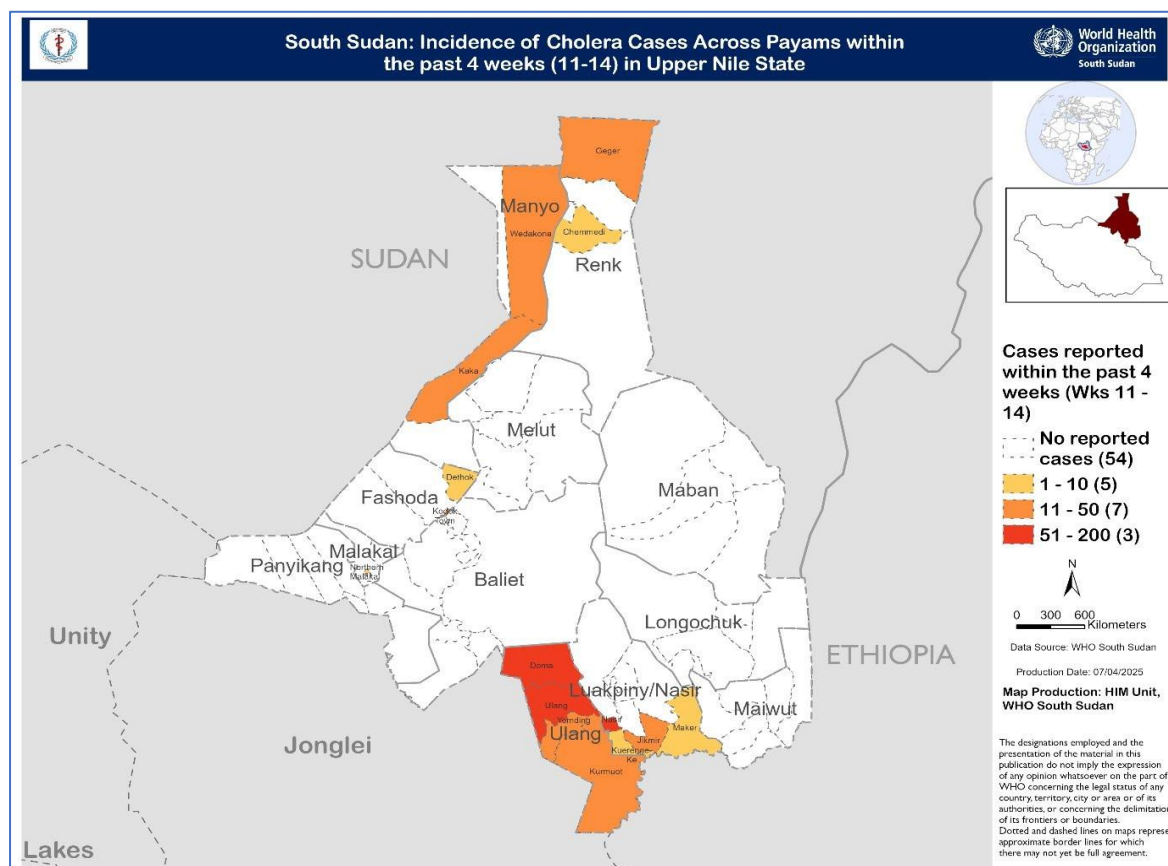 South Sudan: Incidence of Cholera Cases Across Payams within
the past 4 weeks (11-14) in Upper Nile State
World Health
Organization
South Sudan
Geger
Manyo
Wedakona
Chemmedi
SUDAN
Renk
Kaka
Melut
Dethok
Fashoda
Maban
Kodok
Town
Malakal
Panyikang
Northern
Malakal
Baliet
Unity
Longochuk
ETHIOPIA
Doma
Luakpiny/Nasir
Ulang
Maiwut
Yomding
Nasir
Ulang
Maker
Jikmir
Jonglei
Kuerenge
Ke
Kurmuot
Lakes
Cases reported
within the past 4
weeks (Wks 11 -
14)
No reported
cases (54)
1 - 10 (5)
11 - 50 (7)
51 - 200 (3)
N
0 300 600
Kilometers
Data Source: WHO South Sudan
Production Date: 07/04/2025
Map Production: HIM Unit,
WHO South Sudan
The designations employed and the
presentation of the material in this
publication do not imply the expression
of any opinion whatsoever on the part of
WHO concerning the legal status of any
country, territory, city or area or of its
authorities, or concerning the delimitation
of its frontiers or boundaries.
Dotted and dashed lines on maps represe
approximate border lines for which
there may not yet be full agreement.